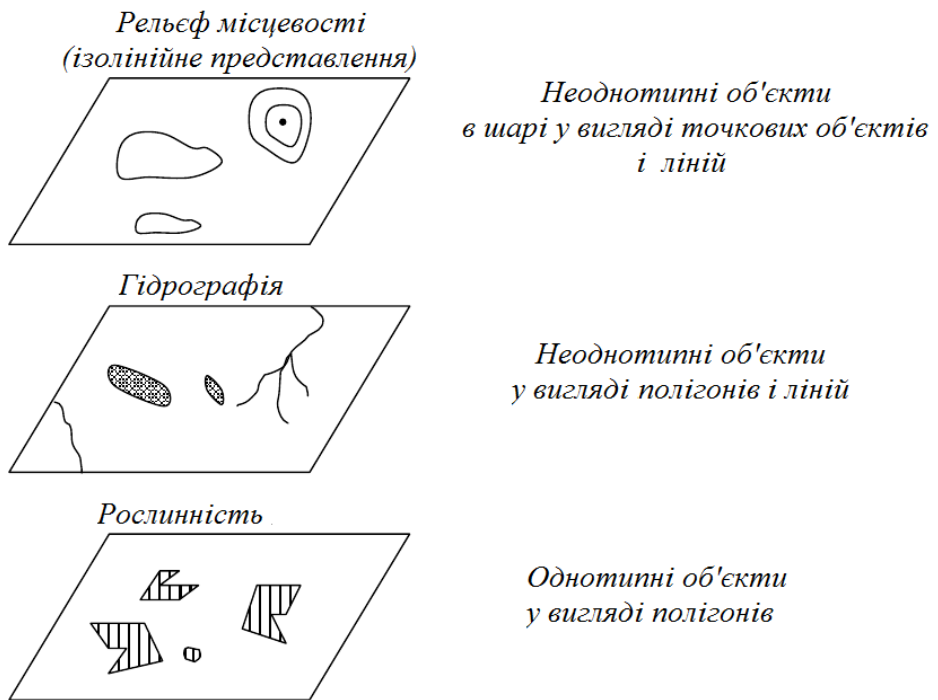 Рельєф місцевості
(ізолінійне представлення)
Неоднотипні об'єкти
в шарі у вигляді точкових об'єктів
і ліній
Гідрографія
Неоднотипні об'єкти
у вигляді полігонів і ліній
Рослинність
Однотипні об'єкти
у вигляді полігонів